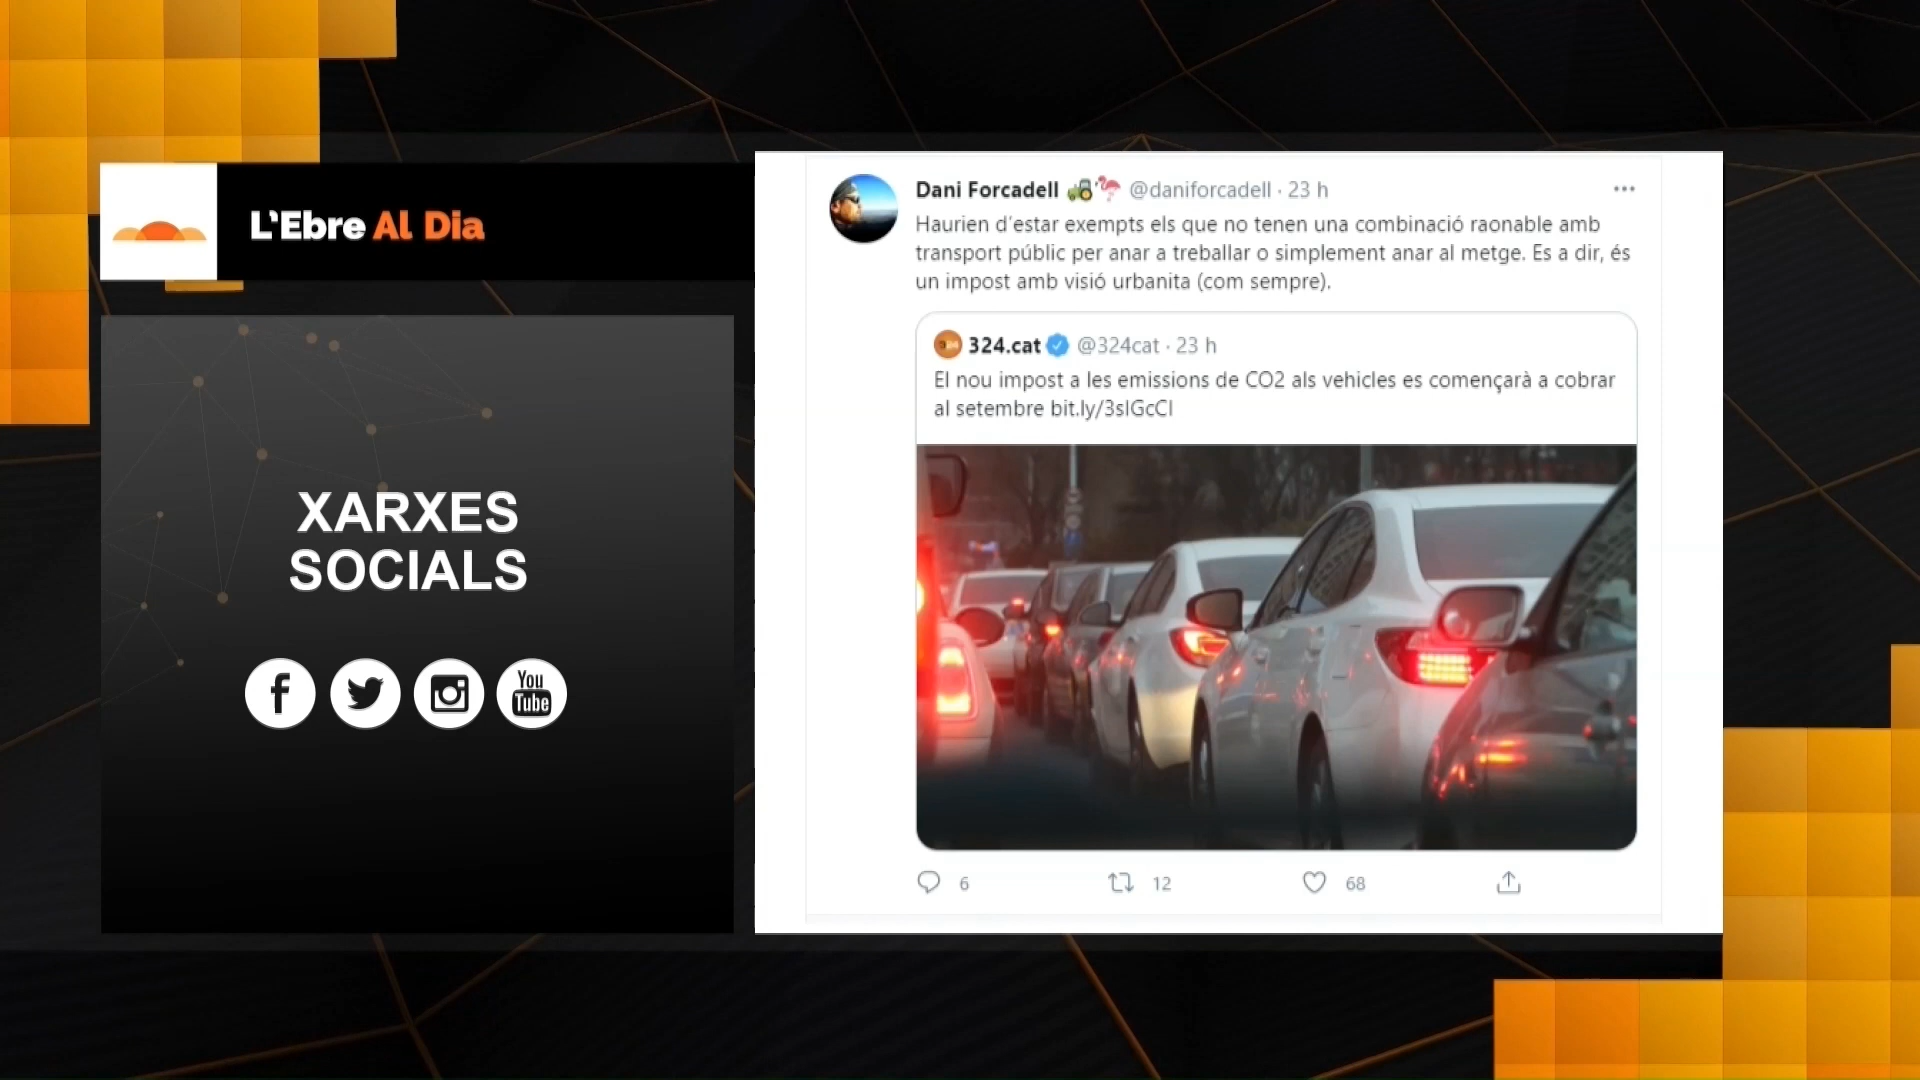 L'Ebre Al Dia
XARXES
SOCIALS
You
Tube
Dani Forcadell @daniforcadell · 23 h
Haurien d'estar exempts els que no tenen una combinació raonable amb
transport públic per anar a treballar o simplement anar al metge. Es a dir, és
un impost amb visió urbanita (com sempre).
324.cat @324cat · 23 h
El nou impost a les emissions de CO2 als vehicles es començarà a cobrar
al setembre bit.ly/3slGcCl
6
12
68